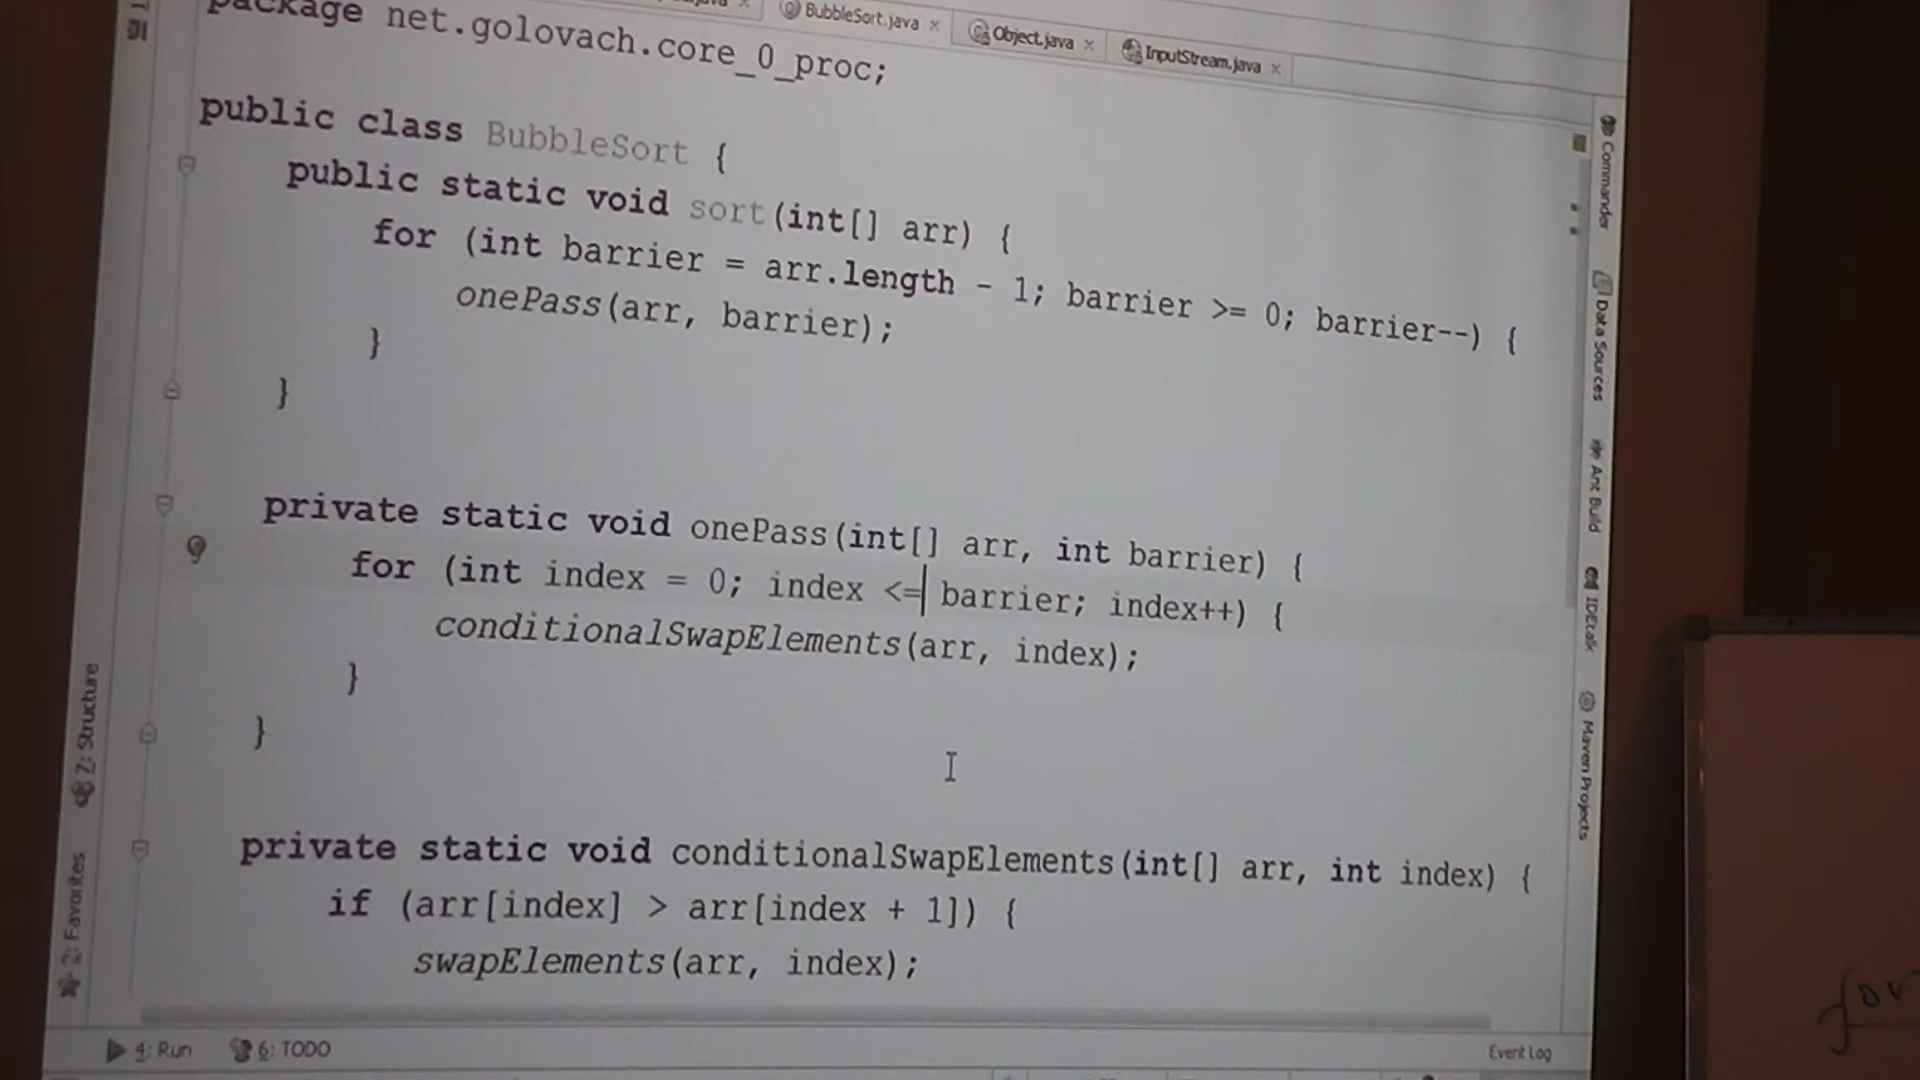 BubbleSort.java
Object.java
InputStream.java
package net.golovach.core_0_proc;
public class BubbleSort {
public static void sort(int[] arr) {
for (int barrier = arr.length - 1; barrier >= 0; barrier--) {
onePass(arr, barrier);
}
}
private static void onePass(int[] arr, int barrier) {
for (int index = 0; index <= barrier; index++) {
conditionalSwapElements(arr, index);
}
}
private static void conditionalSwapElements(int[] arr, int index) {
if (arr[index] > arr[index + 1]) {
swapElements(arr, index);
Commander
Data Sources
Ant Build
IDEtalk
Maven Projects
Z: Structure
2: Favorites
4: Run
6: TODO
Event Log
for